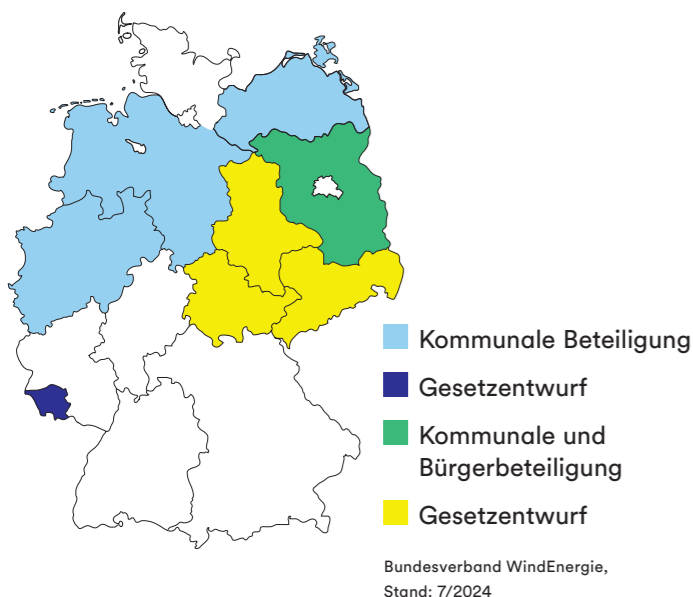 Kommunale Beteiligung
Gesetzentwurf
Kommunale und
Bürgerbeteiligung
Gesetzentwurf
Bundesverband WindEnergie,
Stand: 7/2024